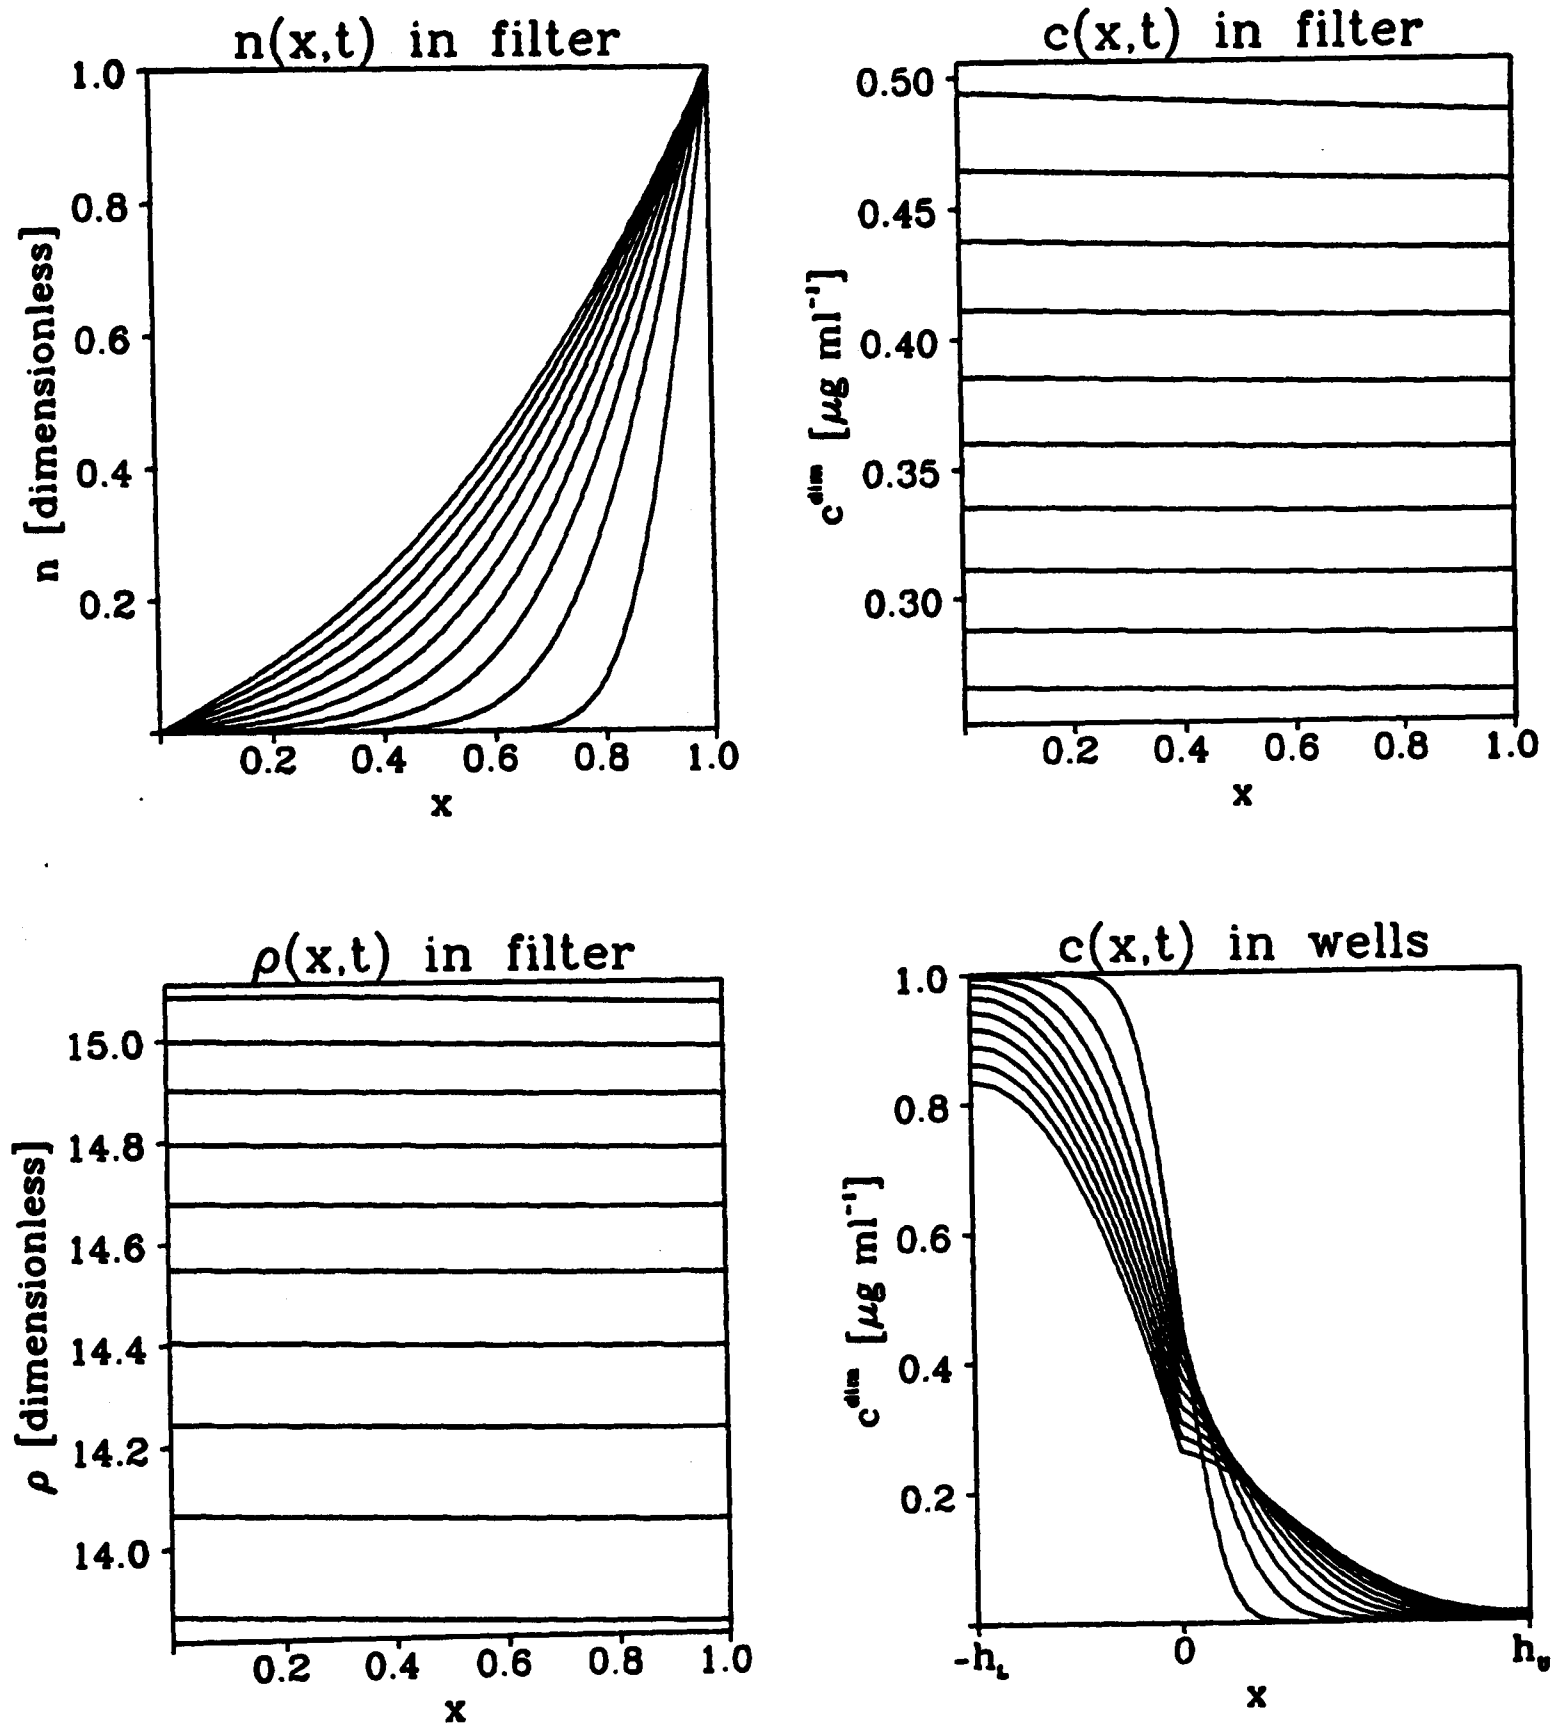 n(x,t) in filter
1.0
0.8
0.6
0.4
0.2
n [dimensionless]
0.2 0.4 0.6 0.8 1.0
x
c(x,t) in filter
0.50
0.45
0.40
0.35
0.30
c^dim [μg ml⁻¹]
0.2 0.4 0.6 0.8 1.0
x
ρ(x,t) in filter
15.0
14.8
14.6
14.4
14.2
14.0
ρ [dimensionless]
0.2 0.4 0.6 0.8 1.0
x
c(x,t) in wells
1.0
0.8
0.6
0.4
0.2
c^dim [μg ml⁻¹]
-h_L 0 h_U
x